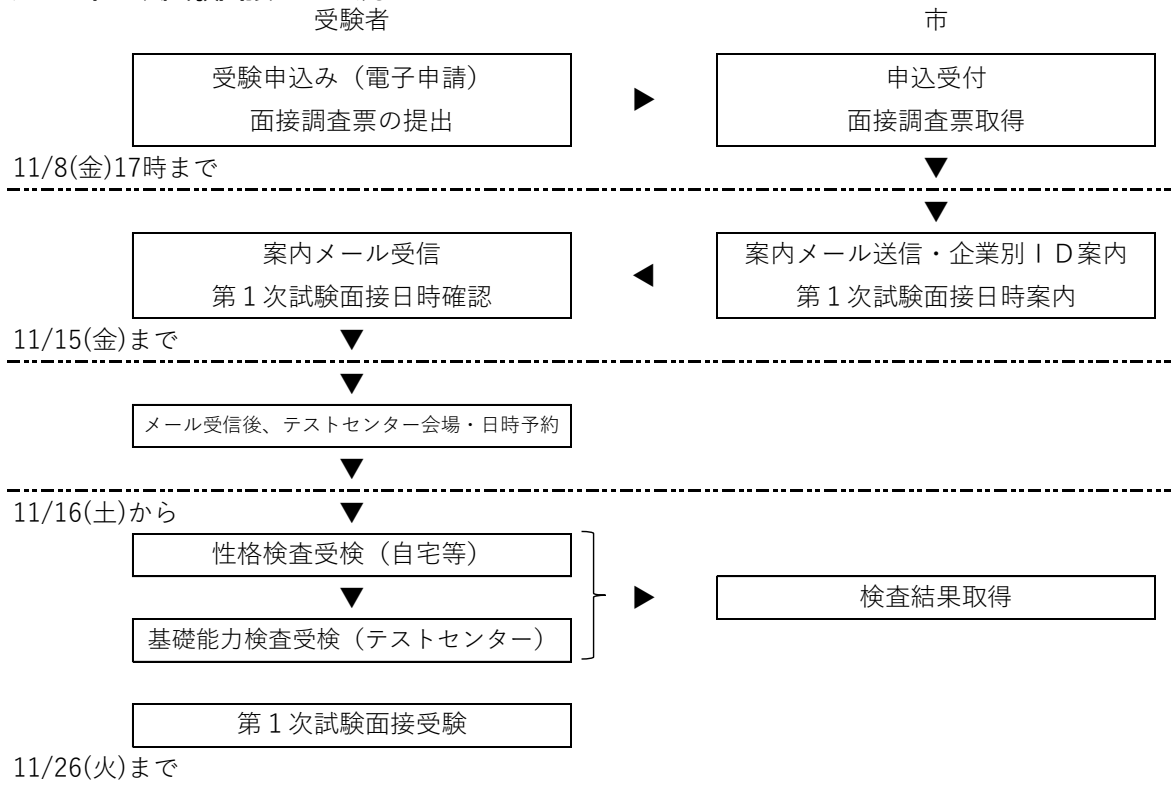 受験者
市
受験申込み（電子申請）
面接調査票の提出
▶
申込受付
面接調査票取得
11/8(金)17時まで
▼
▼
案内メール受信
第１次試験面接日時確認
◀
案内メール送信・企業別ＩＤ案内
第１次試験面接日時案内
11/15(金)まで
▼
▼
メール受信後、テストセンター会場・日時予約
▼
11/16(土)から
▼
性格検査受検（自宅等）
▼
▶
検査結果取得
基礎能力検査受検（テストセンター）
第１次試験面接受験
11/26(火)まで